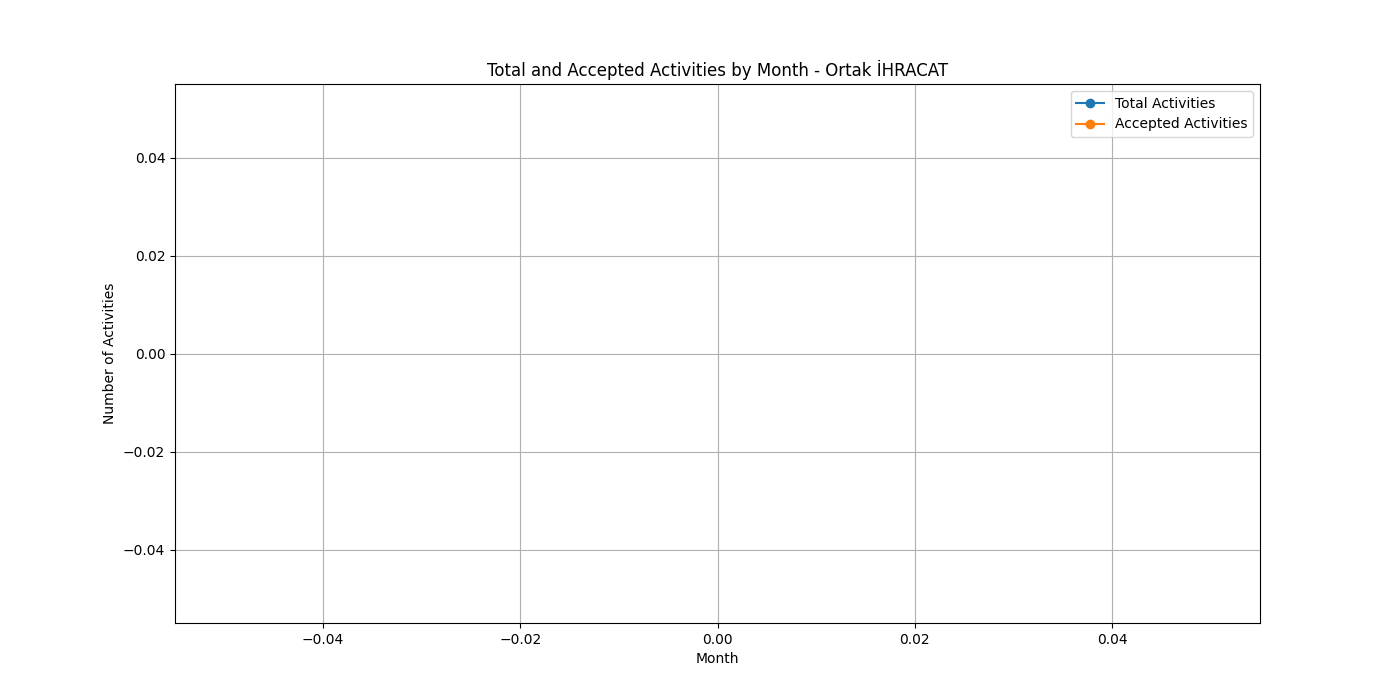 Total and Accepted Activities by Month - Ortak İHRACAT
Total Activities
Accepted Activities
0.04
0.02
0.00
−0.02
−0.04
Number of Activities
−0.04
−0.02
0.00
0.02
0.04
Month